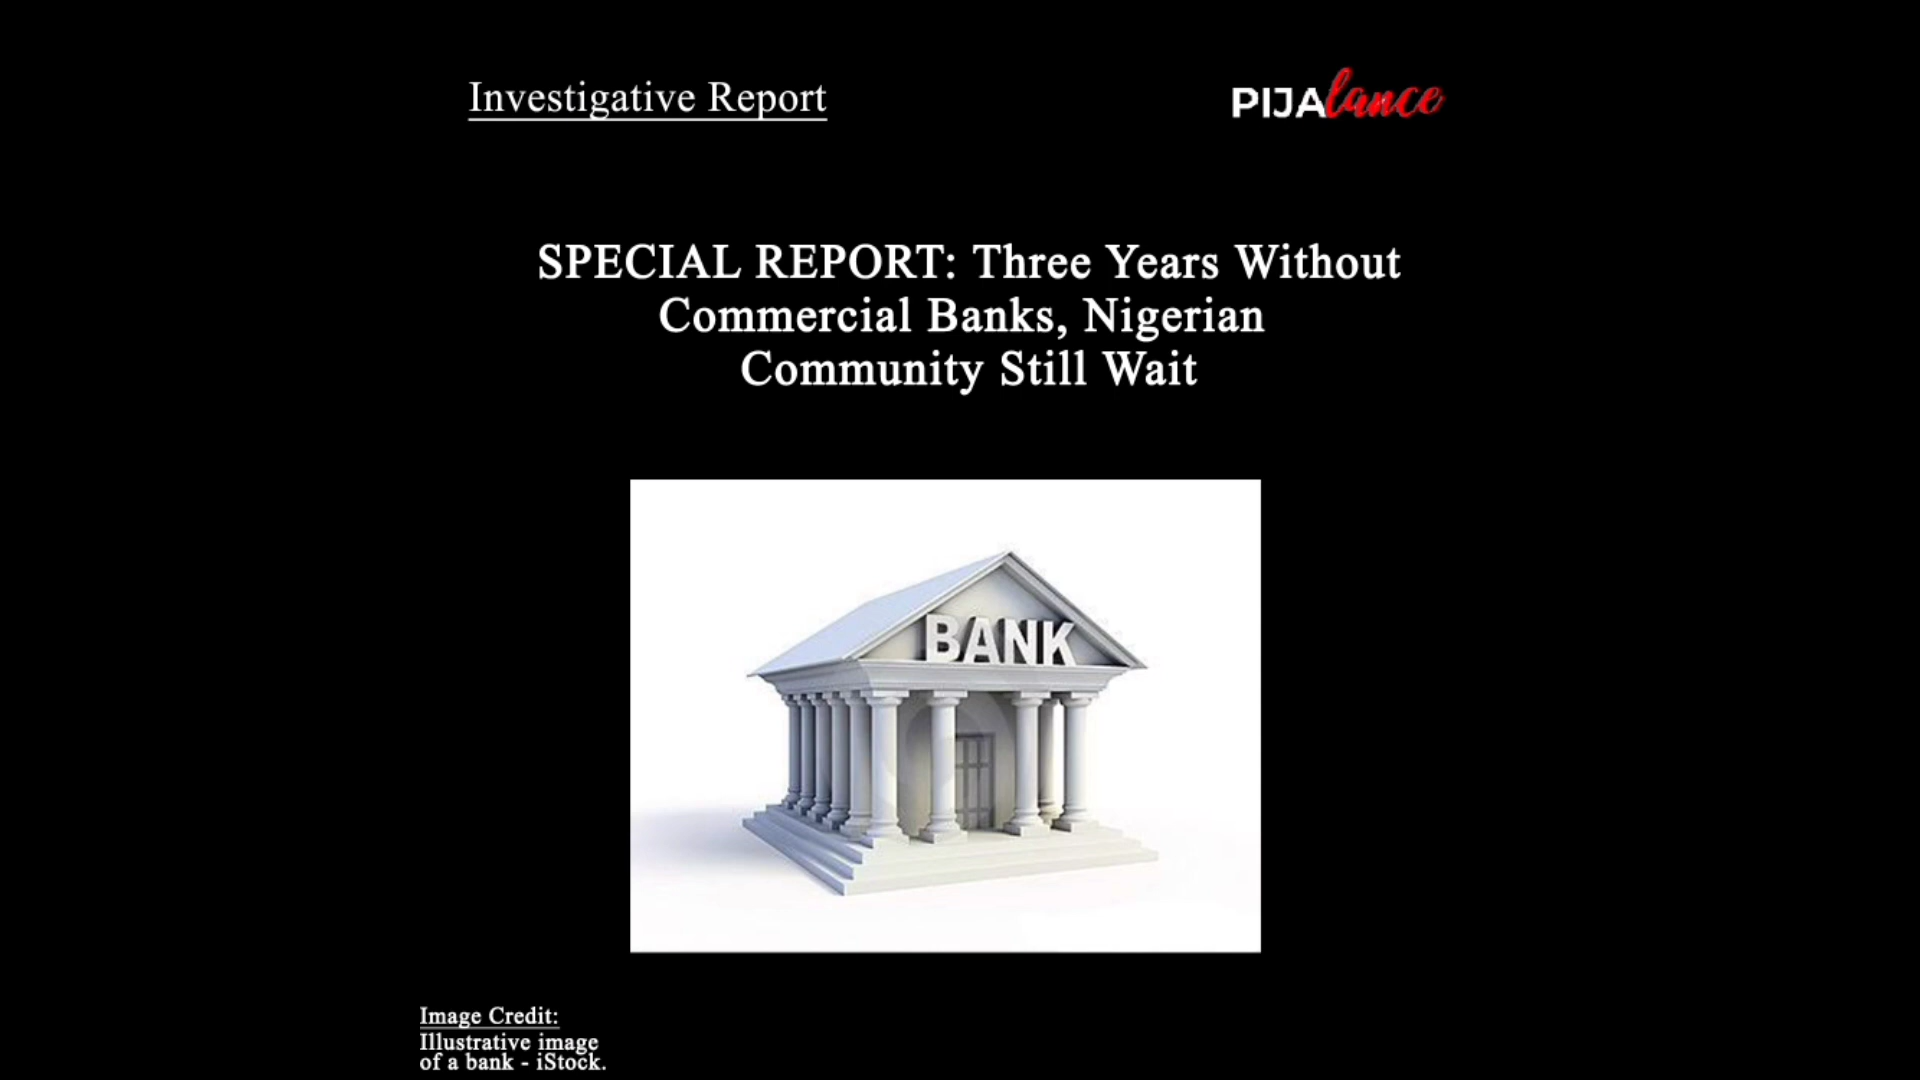 Investigative Report
PIJAlance
SPECIAL REPORT: Three Years Without
Commercial Banks, Nigerian
Community Still Wait
BANK
Image Credit:
Illustrative image
of a bank - iStock.